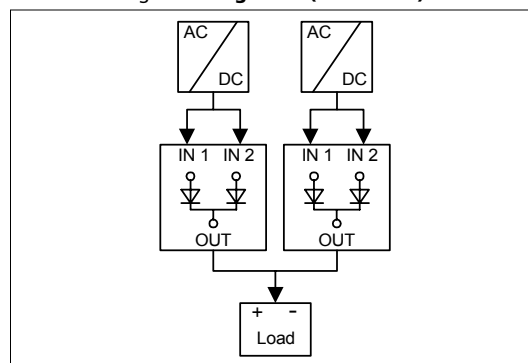 AC AC
DC DC
IN 1 IN 2 IN 1 IN 2
OUT OUT
+ -
Load